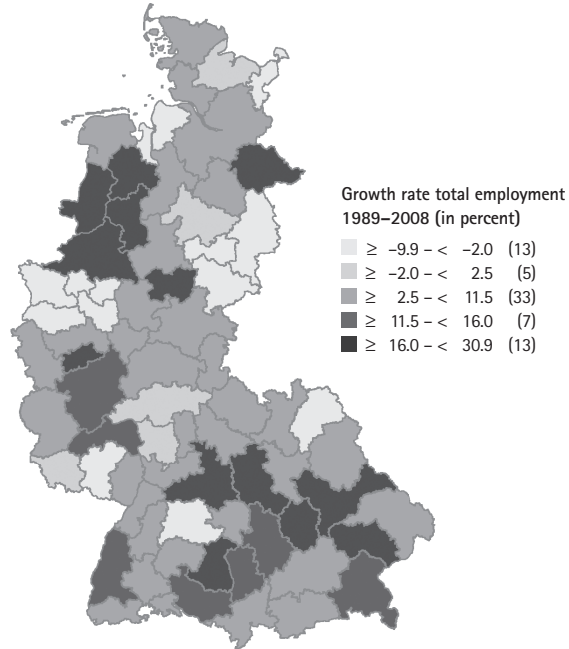 Growth rate total employment
1989–2008 (in percent)
≥ –9.9 – < –2.0 (13)
≥ –2.0 – < 2.5 (5)
≥ 2.5 – < 11.5 (33)
≥ 11.5 – < 16.0 (7)
≥ 16.0 – < 30.9 (13)